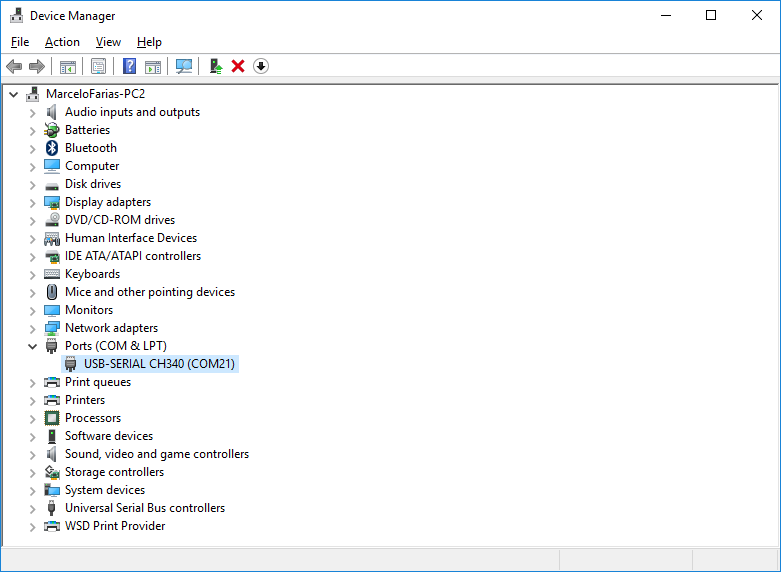 Device Manager
File Action View Help
MarceloFarias-PC2
Audio inputs and outputs
Batteries
Bluetooth
Computer
Disk drives
Display adapters
DVD/CD-ROM drives
Human Interface Devices
IDE ATA/ATAPI controllers
Keyboards
Mice and other pointing devices
Monitors
Network adapters
Ports (COM & LPT)
USB-SERIAL CH340 (COM21)
Print queues
Printers
Processors
Software devices
Sound, video and game controllers
Storage controllers
System devices
Universal Serial Bus controllers
WSD Print Provider